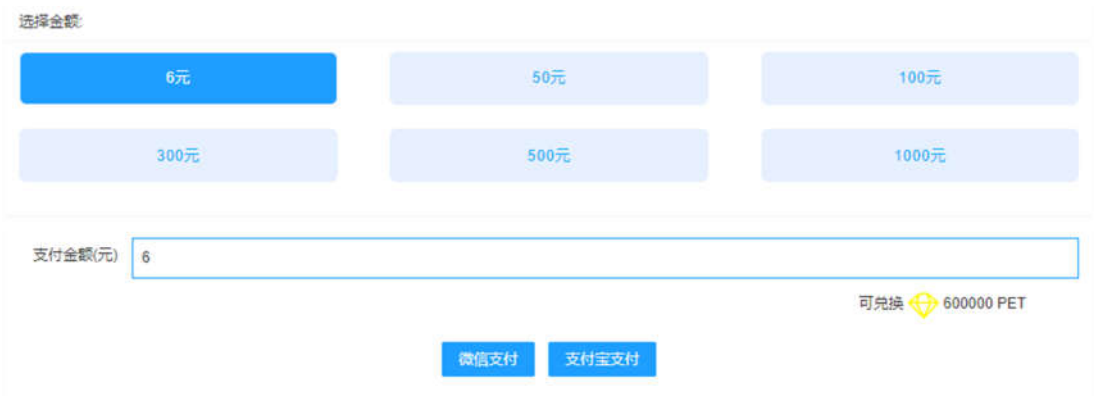 选择金额:
6元 50元 100元
300元 500元 1000元
支付金额(元) 6
可兑换 600000 PET
微信支付 支付宝支付